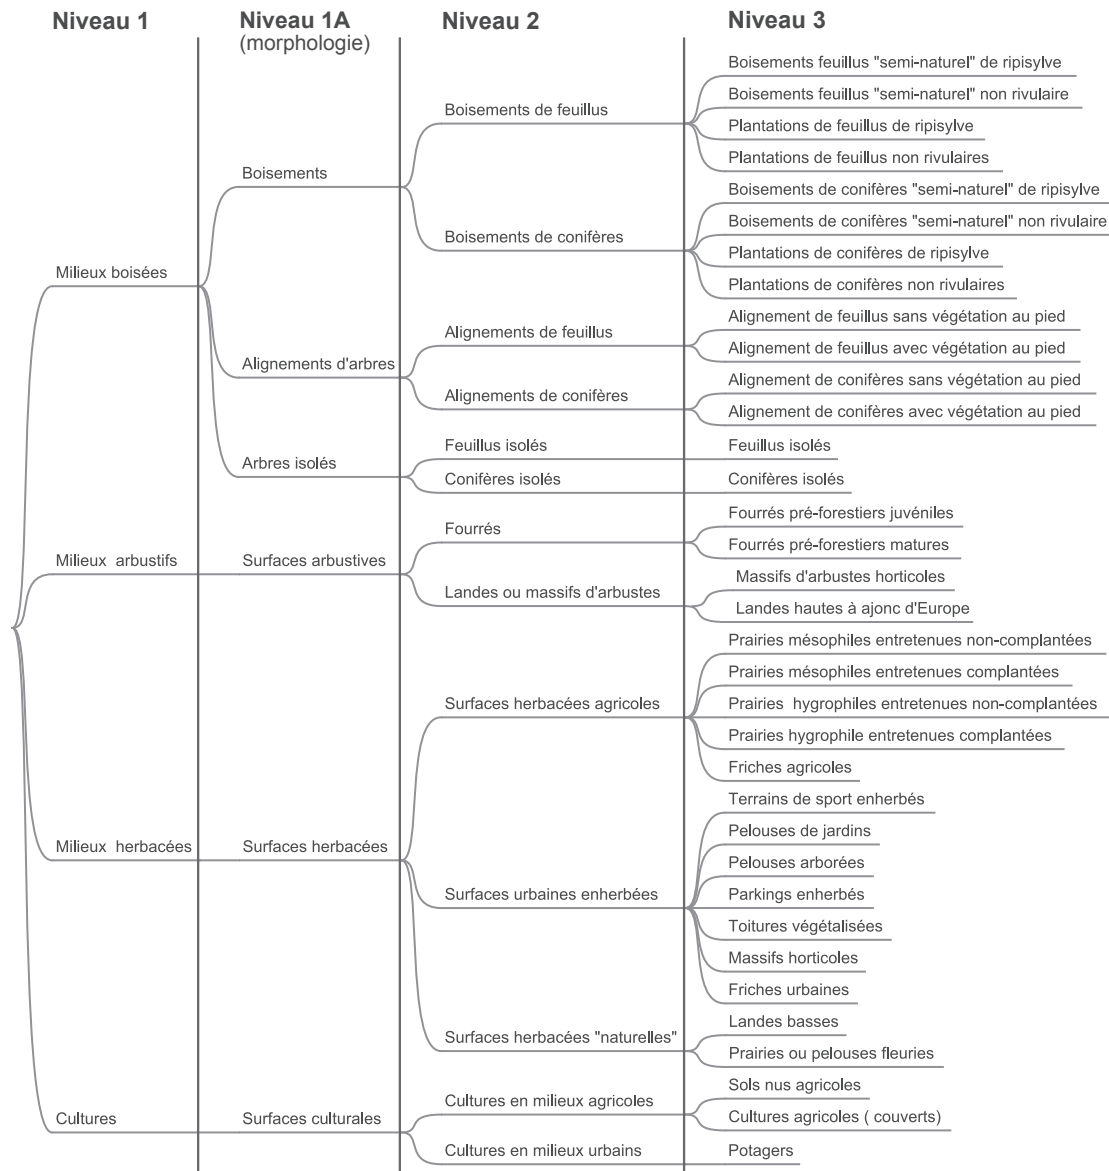 Niveau 1
Niveau 1A
(morphologie)
Niveau 2
Niveau 3
Milieux boisées
Boisements
Boisements de feuillus
Boisements feuillus "semi-naturel" de ripisylve
Boisements feuillus "semi-naturel" non rivulaire
Plantations de feuillus de ripisylve
Plantations de feuillus non rivulaires
Boisements de conifères
Boisements de conifères "semi-naturel" de ripisylve
Boisements de conifères "semi-naturel" non rivulaire
Plantations de conifères de ripisylve
Plantations de conifères non rivulaires
Alignements d'arbres
Alignements de feuillus
Alignement de feuillus sans végétation au pied
Alignement de feuillus avec végétation au pied
Alignements de conifères
Alignement de conifères sans végétation au pied
Alignement de conifères avec végétation au pied
Arbres isolés
Feuillus isolés
Feuillus isolés
Conifères isolés
Conifères isolés
Milieux  arbustifs
Surfaces arbustives
Fourrés
Fourrés pré-forestiers juvéniles
Fourrés pré-forestiers matures
Landes ou massifs d'arbustes
Massifs d'arbustes horticoles
Landes hautes à ajonc d'Europe
Milieux  herbacées
Surfaces herbacées
Surfaces herbacées agricoles
Prairies mésophiles entretenues non-complantées
Prairies mésophiles entretenues complantées
Prairies  hygrophiles entretenues non-complantées
Prairies hygrophile entretenues complantées
Friches agricoles
Surfaces urbaines enherbées
Terrains de sport enherbés
Pelouses de jardins
Pelouses arborées
Parkings enherbés
Toitures végétalisées
Massifs horticoles
Friches urbaines
Surfaces herbacées "naturelles"
Landes basses
Prairies ou pelouses fleuries
Cultures
Surfaces culturales
Cultures en milieux agricoles
Sols nus agricoles
Cultures agricoles ( couverts)
Cultures en milieux urbains
Potagers